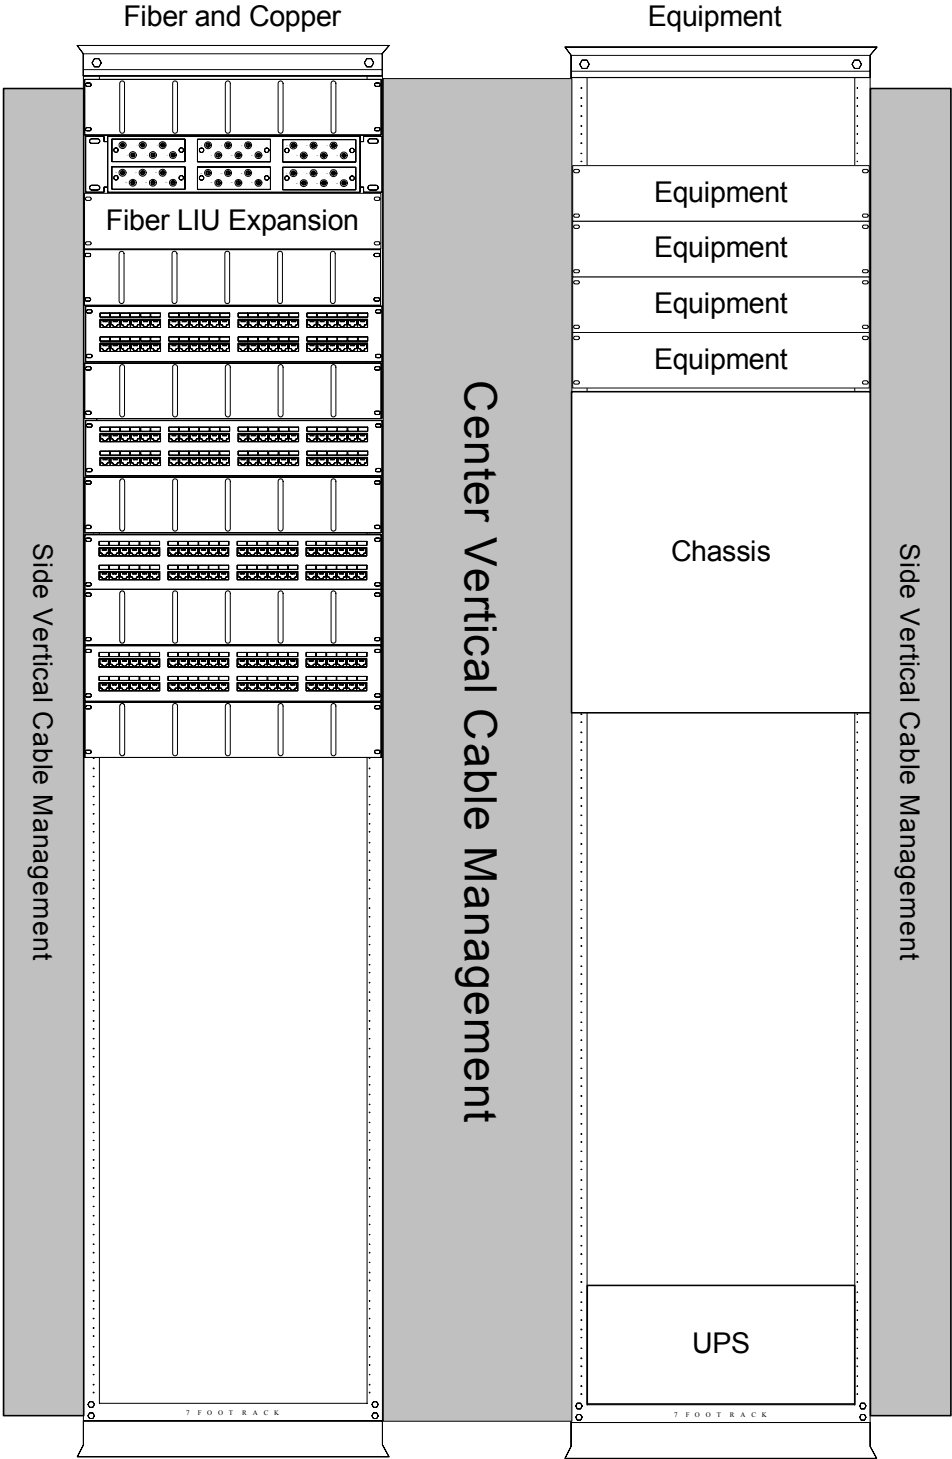 Fiber and Copper
Equipment
Fiber LIU Expansion
Equipment
Equipment
Equipment
Equipment
Chassis
Side Vertical Cable Management
Center Vertical Cable Management
Side Vertical Cable Management
UPS
7 FOOT RACK
7 FOOT RACK